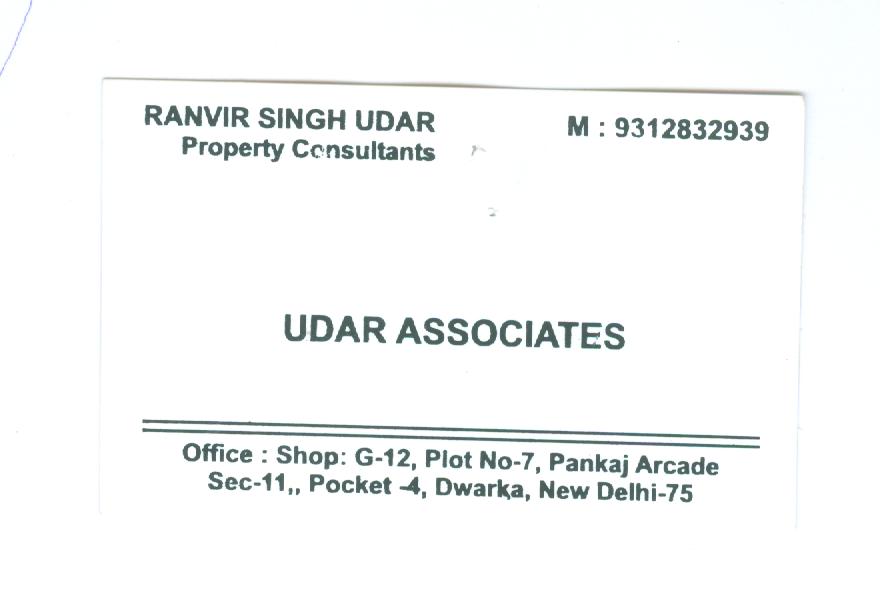 RANVIR SINGH UDAR
Property Consultants
M : 9312832939
UDAR ASSOCIATES
Office : Shop: G-12, Plot No-7, Pankaj Arcade
Sec-11,, Pocket -4, Dwarka, New Delhi-75